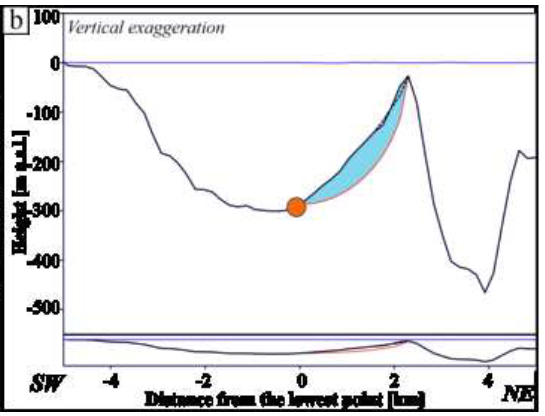 b
Vertical exaggeration
100
0
-100
-200
-300
-400
-500
Height [m a.s.l.]
SW
-4
-2
0
2
4
NE
Distance from the lowest point [km]